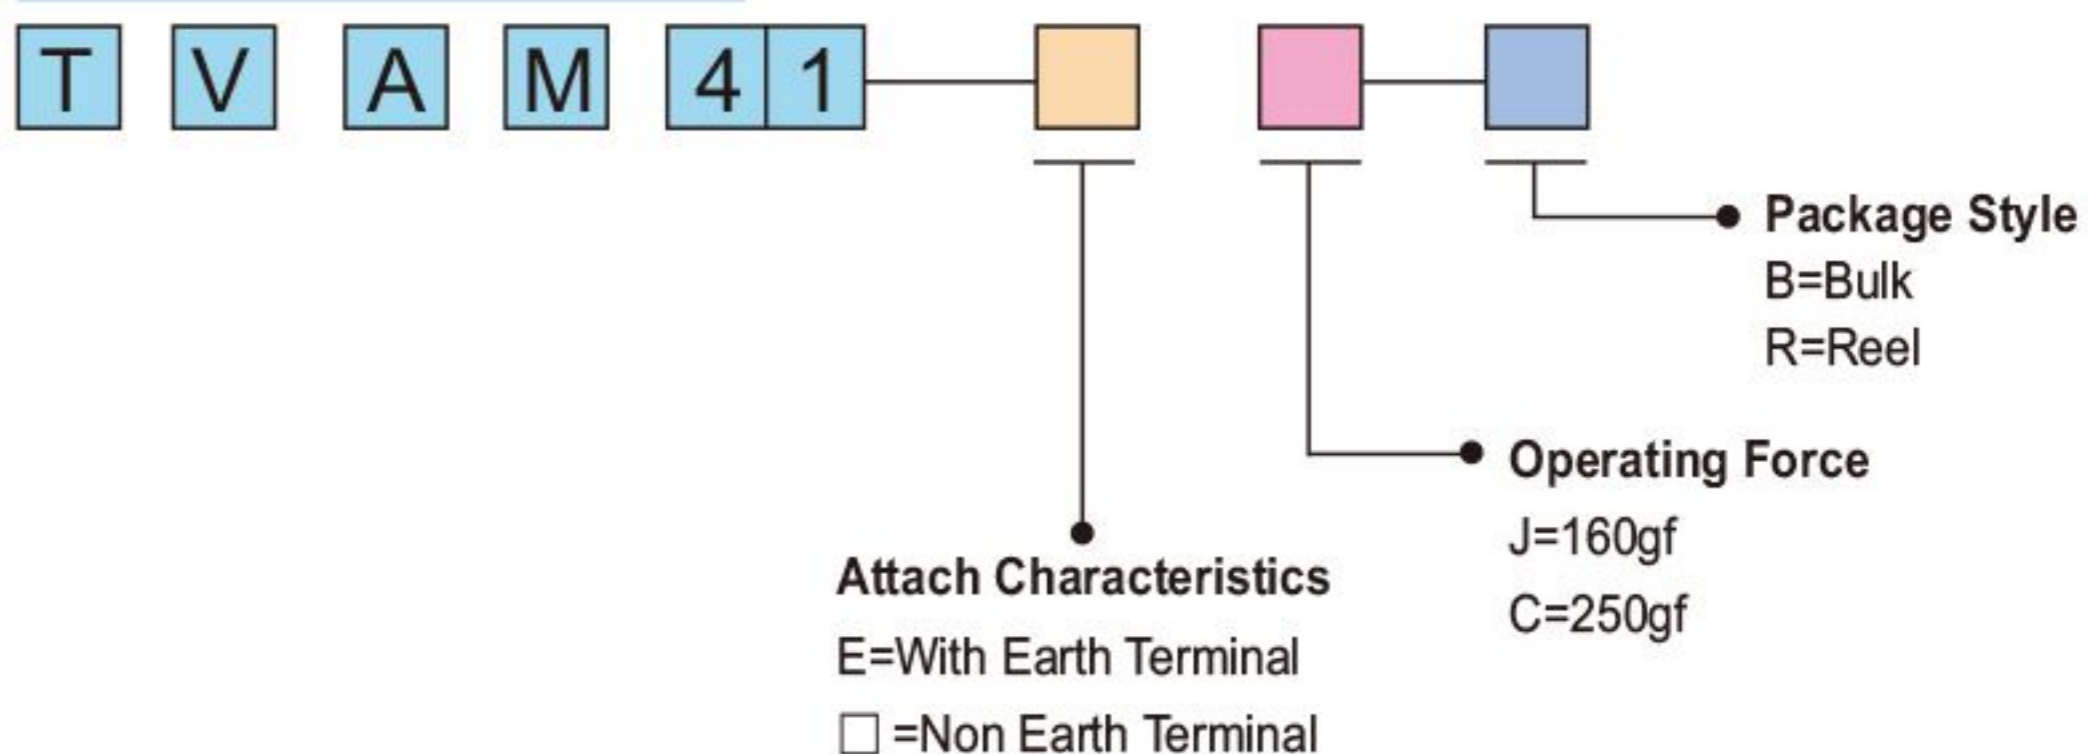 T V A M 4 1
Package Style
B=Bulk
R=Reel
Operating Force
J=160gf
C=250gf
Attach Characteristics
E=With Earth Terminal
□ =Non Earth Terminal